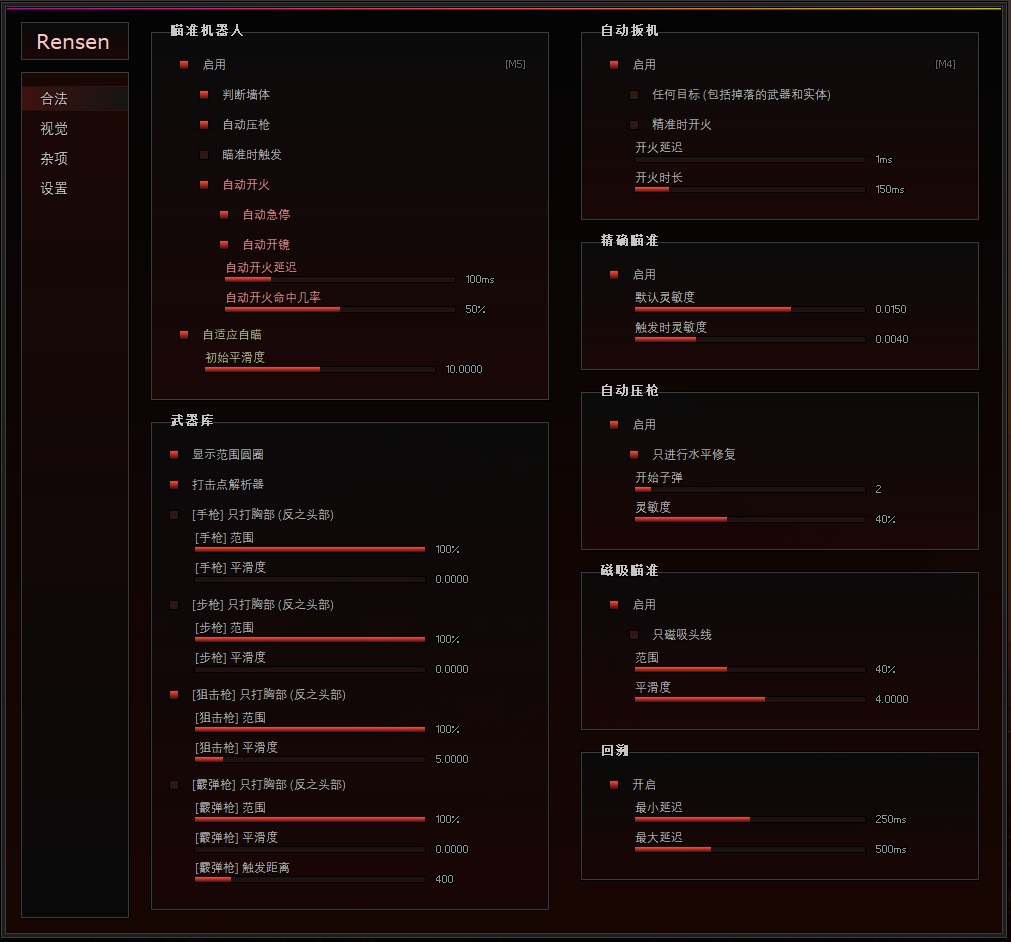 Rensen
合法
视觉
杂项
设置
瞄准机器人
启用 [M5]
判断墙体
自动压枪
瞄准时触发
自动开火
自动急停
自动开镜
自动开火延迟
100ms
自动开火命中几率
50%
自适应自瞄
初始平滑度
10.0000
武器库
显示范围圆圈
打击点解析器
[手枪] 只打胸部 (反之头部)
[手枪] 范围
100%
[手枪] 平滑度
0.0000
[步枪] 只打胸部 (反之头部)
[步枪] 范围
100%
[步枪] 平滑度
0.0000
[狙击枪] 只打胸部 (反之头部)
[狙击枪] 范围
100%
[狙击枪] 平滑度
5.0000
[霰弹枪] 只打胸部 (反之头部)
[霰弹枪] 范围
100%
[霰弹枪] 平滑度
0.0000
[霰弹枪] 触发距离
400
自动扳机
启用 [M4]
任何目标 (包括掉落的武器和实体)
精准时开火
开火延迟
1ms
开火时长
150ms
精确瞄准
启用
默认灵敏度
0.0150
触发时灵敏度
0.0040
自动压枪
启用
只进行水平修复
开始子弹
2
灵敏度
40%
磁吸瞄准
启用
只磁吸头线
范围
40%
平滑度
4.0000
回溯
开启
最小延迟
250ms
最大延迟
500ms